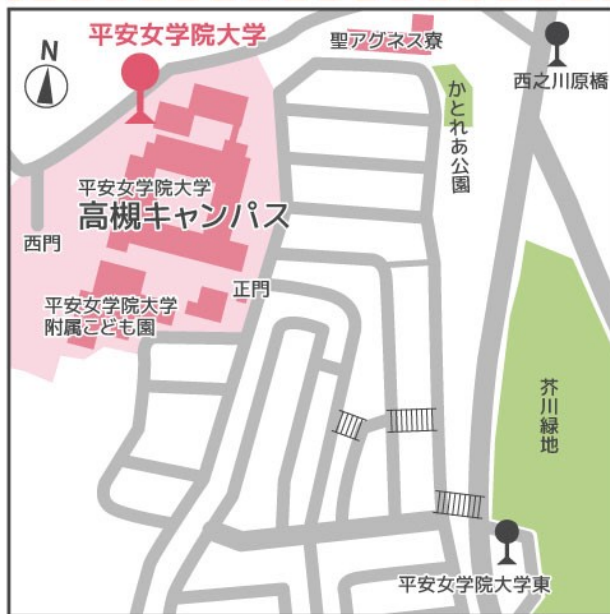 平安女学院大学
N
聖アグネス寮
西之川原橋
かとれあ公園
平安女学院大学
高槻キャンパス
西門
正門
平安女学院大学
附属こども園
芥川緑地
平安女学院大学東